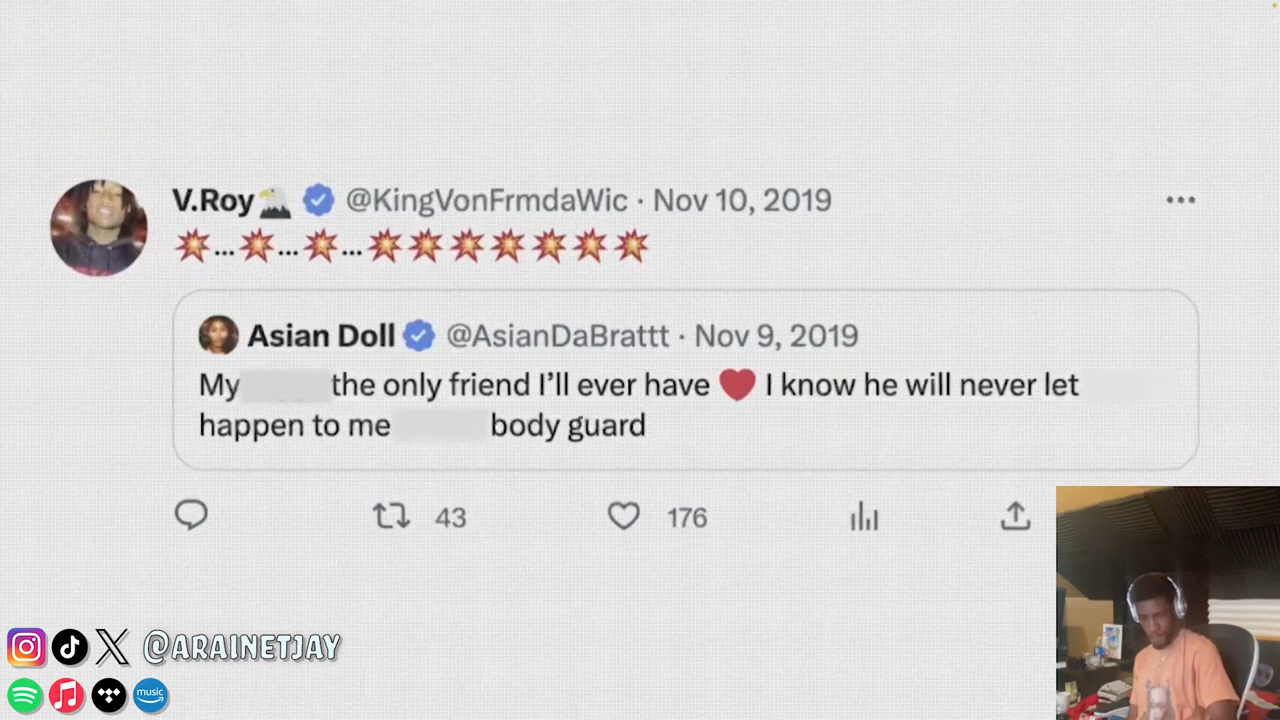 V.Roy🦅 @KingVonFrmdaWic · Nov 10, 2019
💥...💥...💥...💥💥💥💥💥💥💥
Asian Doll @AsianDaBrattt · Nov 9, 2019
My the only friend I’ll ever have ❤️ I know he will never let
happen to me body guard
43 176
@ARAINETJAY
music